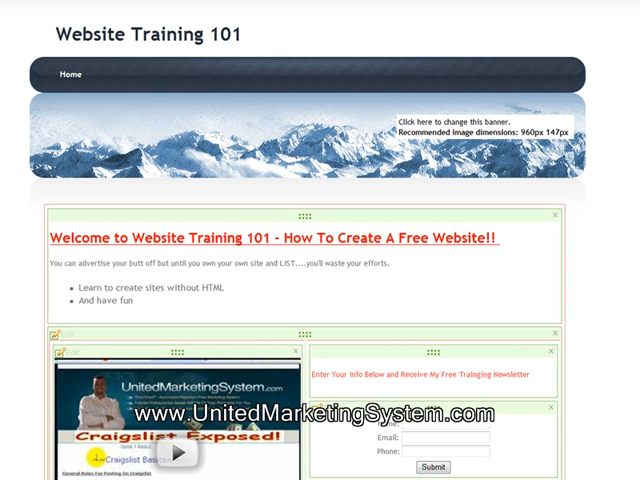 Website Training 101
Home
Click here to change this banner.
Recommended image dimensions: 960px 147px
x
Welcome to Website Training 101 - How To Create A Free Website!!
You can advertise your butt off but until you own your own site and LIST....you'll waste your efforts.
Learn to create sites without HTML
And have fun
Edit
x
Edit
x
x
UnitedMarketingSystem.com
Enter Your Info Below and Receive My Free Trainging Newsletter
x
www.UnitedMarketingSystem.com
Name:
Craigslist Exposed!
Email:
Craigslist Basics
Phone:
Submit
General Rules For Posting On Craigslist